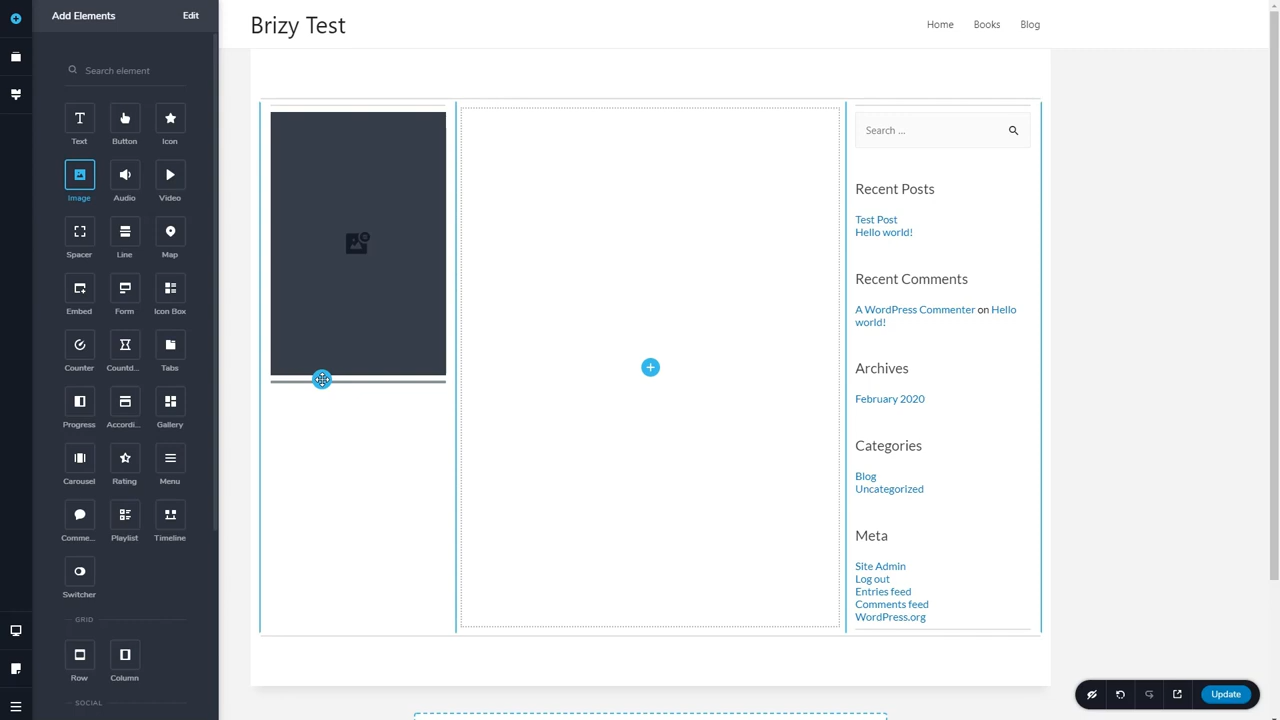 Add Elements
Edit
Search element
Text
Button
Icon
Image
Audio
Video
Spacer
Line
Map
Embed
Form
Icon Box
Counter
Countd...
Tabs
Progress
Accordi...
Gallery
Carousel
Rating
Menu
Comme...
Playlist
Timeline
Switcher
GRID
Row
Column
SOCIAL
Brizy Test
Home
Books
Blog
Search ...
Recent Posts
Test Post
Hello world!
Recent Comments
A WordPress Commenter on Hello
world!
Archives
February 2020
Categories
Blog
Uncategorized
Meta
Site Admin
Log out
Entries feed
Comments feed
WordPress.org
Update